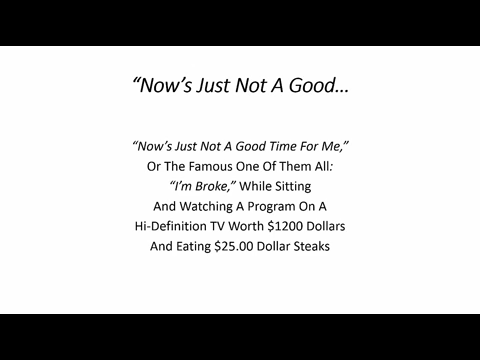 “Now’s Just Not A Good…
“Now’s Just Not A Good Time For Me,”
Or The Famous One Of Them All:
“I’m Broke,” While Sitting
And Watching A Program On A
Hi-Definition TV Worth $1200 Dollars
And Eating $25.00 Dollar Steaks